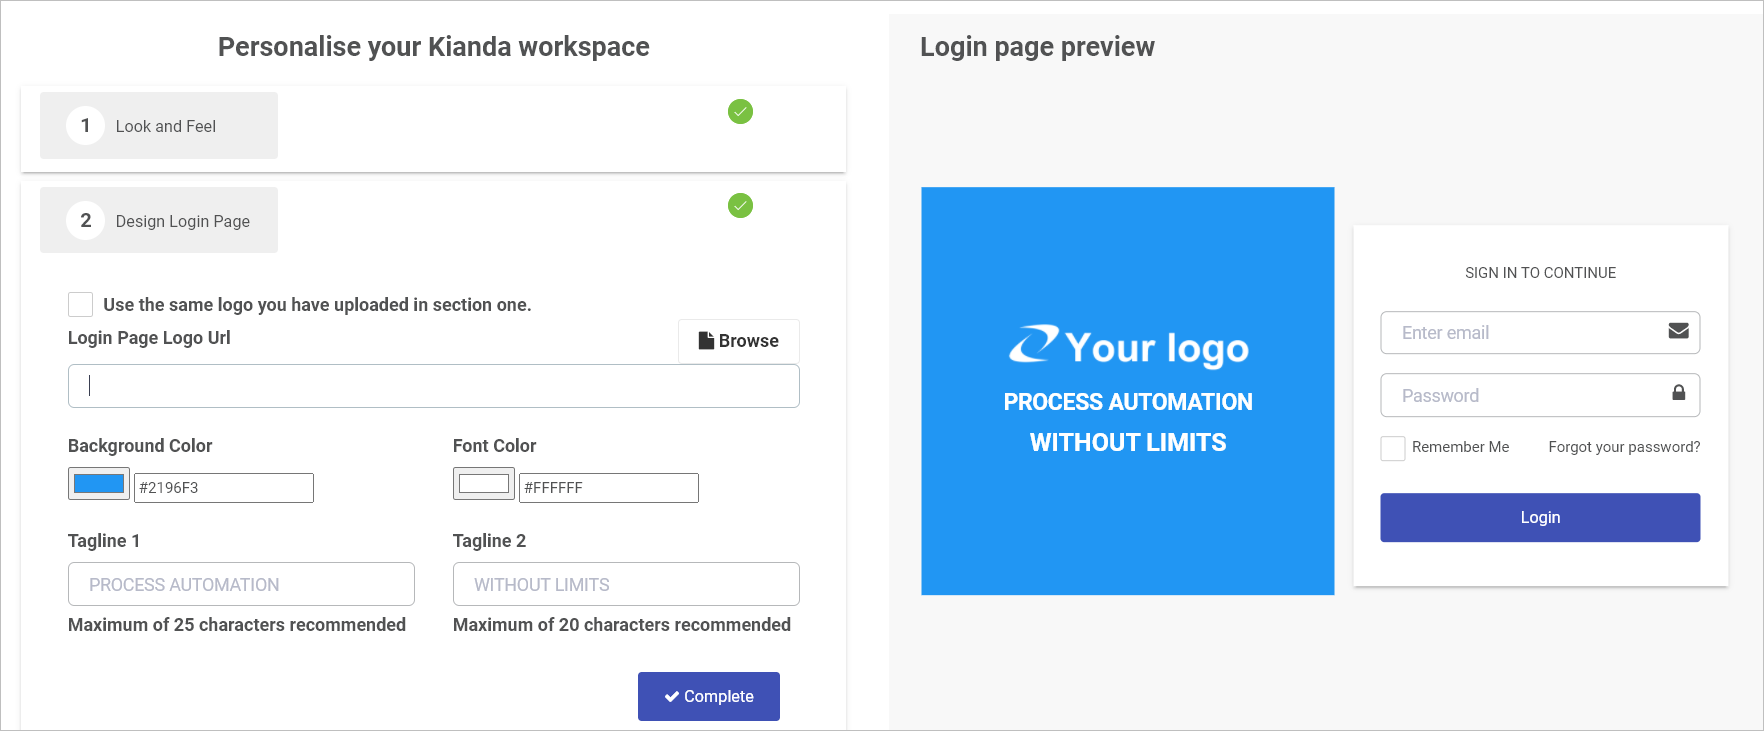 Personalise your Kianda workspace
1 Look and Feel
2 Design Login Page
Use the same logo you have uploaded in section one.
Login Page Logo Url
Browse
Background Color
Font Color
#2196F3
#FFFFFF
Tagline 1
Tagline 2
PROCESS AUTOMATION
WITHOUT LIMITS
Maximum of 25 characters recommended
Maximum of 20 characters recommended
Complete
Login page preview
Your logo
PROCESS AUTOMATION
WITHOUT LIMITS
SIGN IN TO CONTINUE
Enter email
Password
Remember Me
Forgot your password?
Login